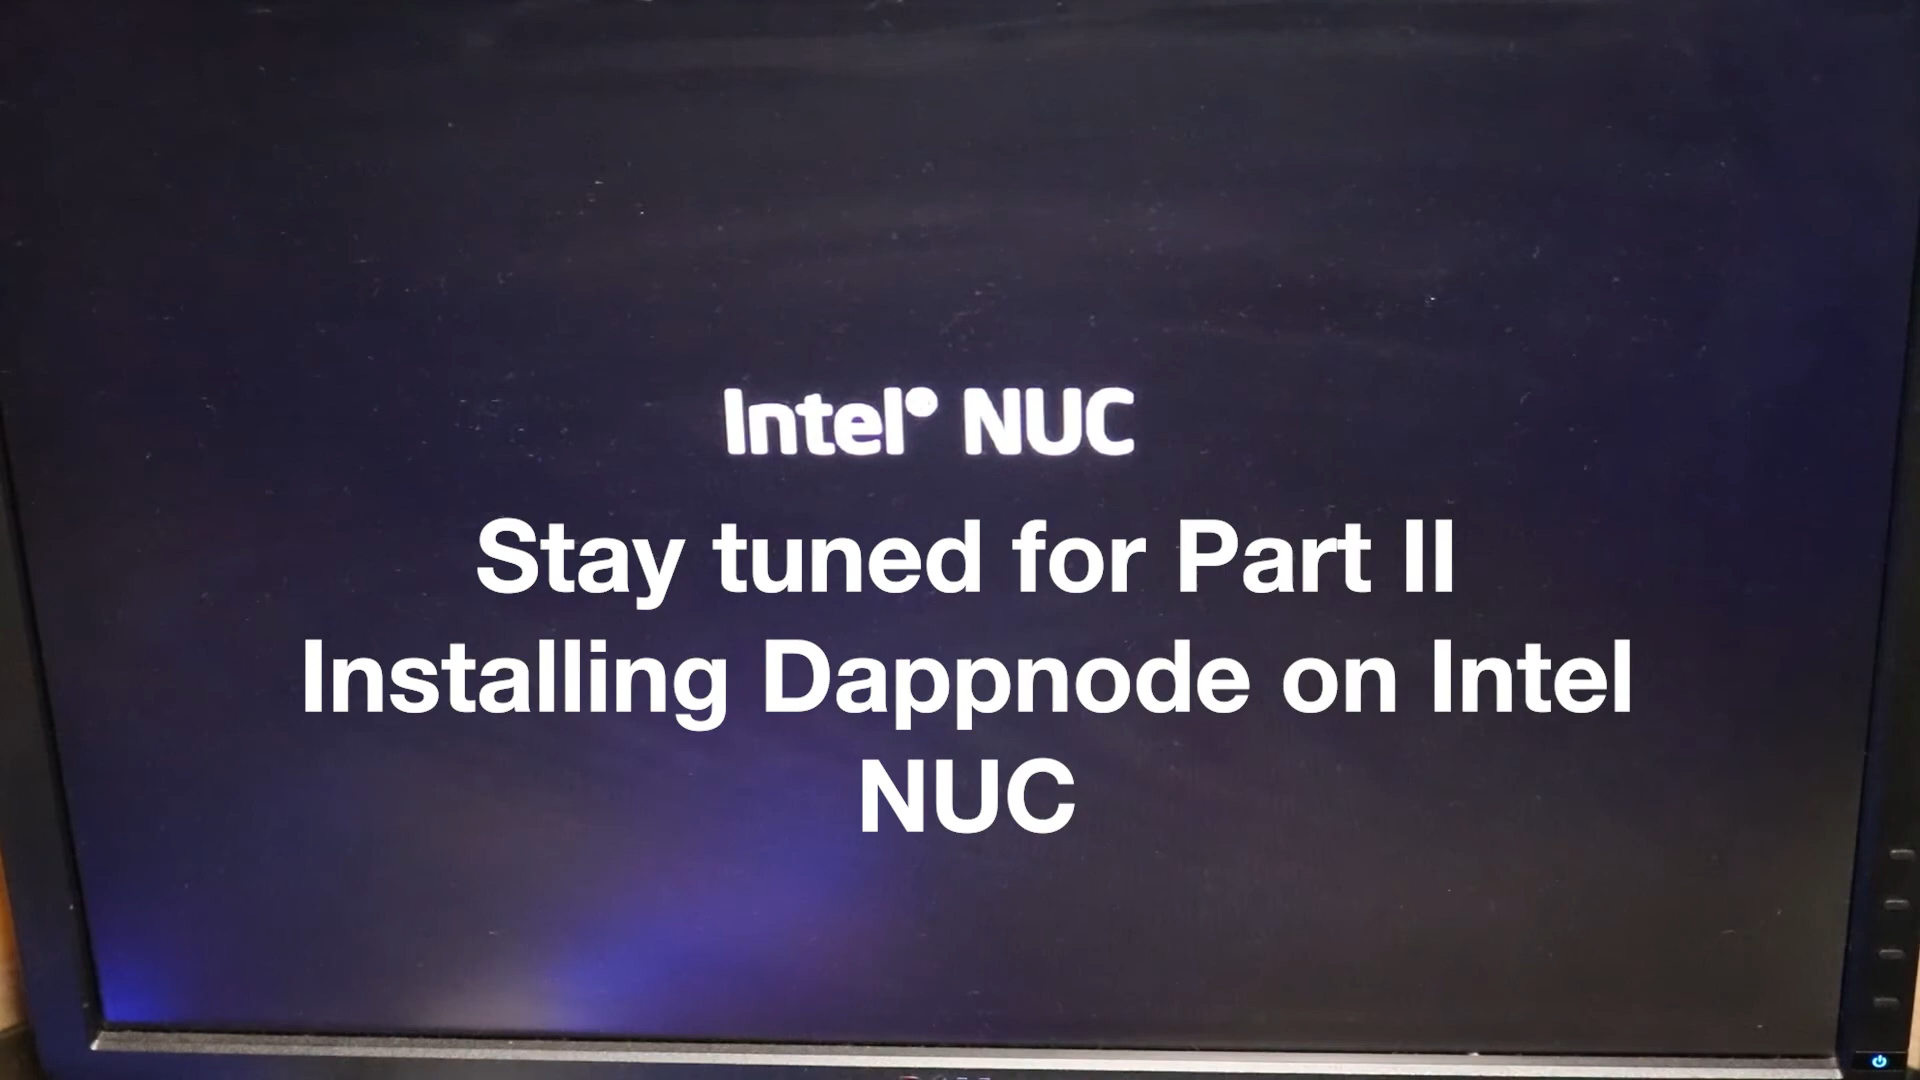 Intel® NUC
Stay tuned for Part II
Installing Dappnode on Intel
NUC